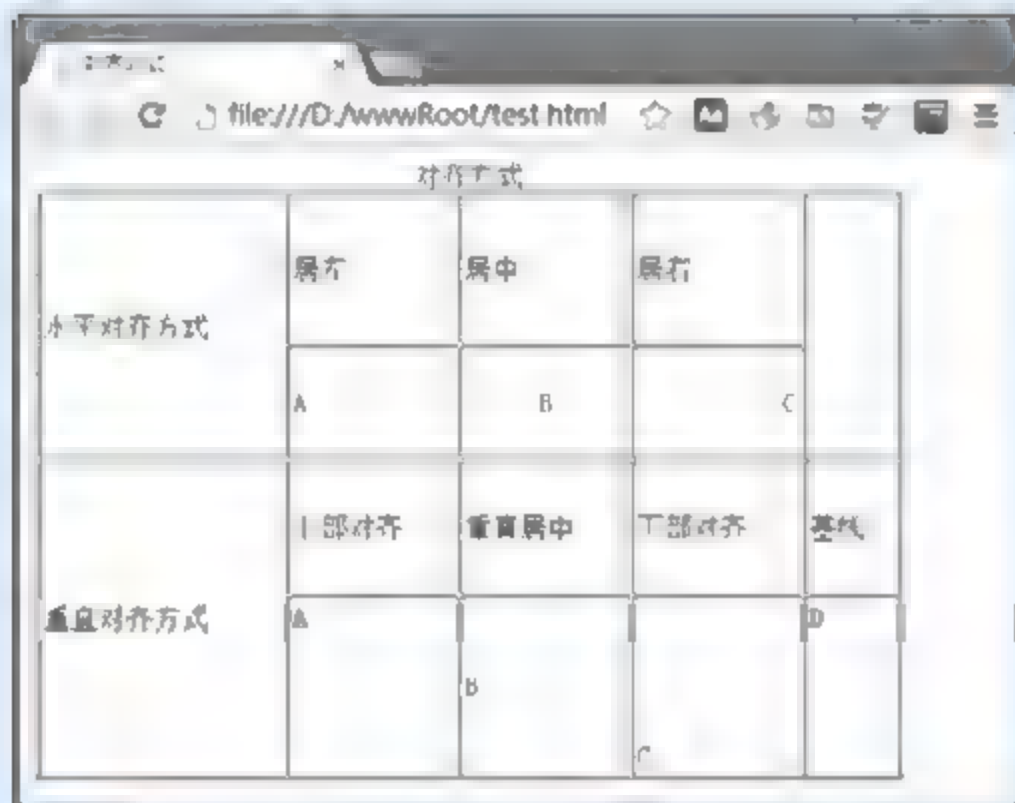 file:///D:/wwwRoot/test.html
对齐方式
居左 居中 居右
水平对齐方式
A B C
上部对齐 垂直居中 下部对齐 基线
垂直对齐方式 A D
B
C